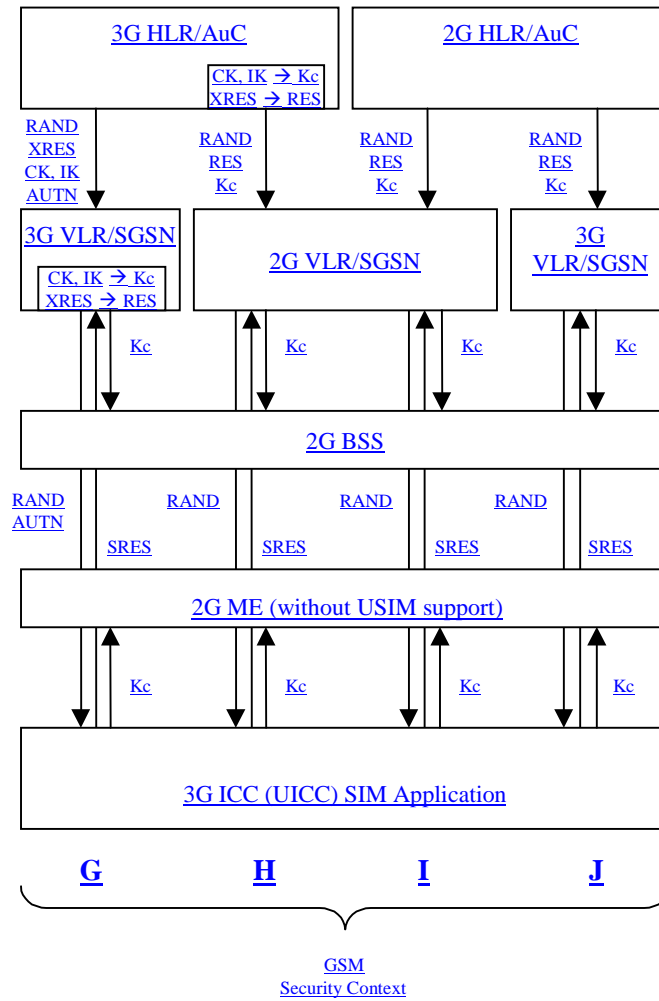 3G HLR/AuC
2G HLR/AuC
CK, IK → Kc
XRES → RES
RAND
XRES
CK, IK
AUTN
RAND
RES
Kc
RAND
RES
Kc
RAND
RES
Kc
3G VLR/SGSN
CK, IK → Kc
XRES → RES
2G VLR/SGSN
3G
VLR/SGSN
Kc
Kc
Kc
Kc
2G BSS
RAND
AUTN
RAND
RAND
RAND
SRES
SRES
SRES
SRES
2G ME (without USIM support)
Kc
Kc
Kc
Kc
3G ICC (UICC) SIM Application
G
H
I
J
GSM
Security Context